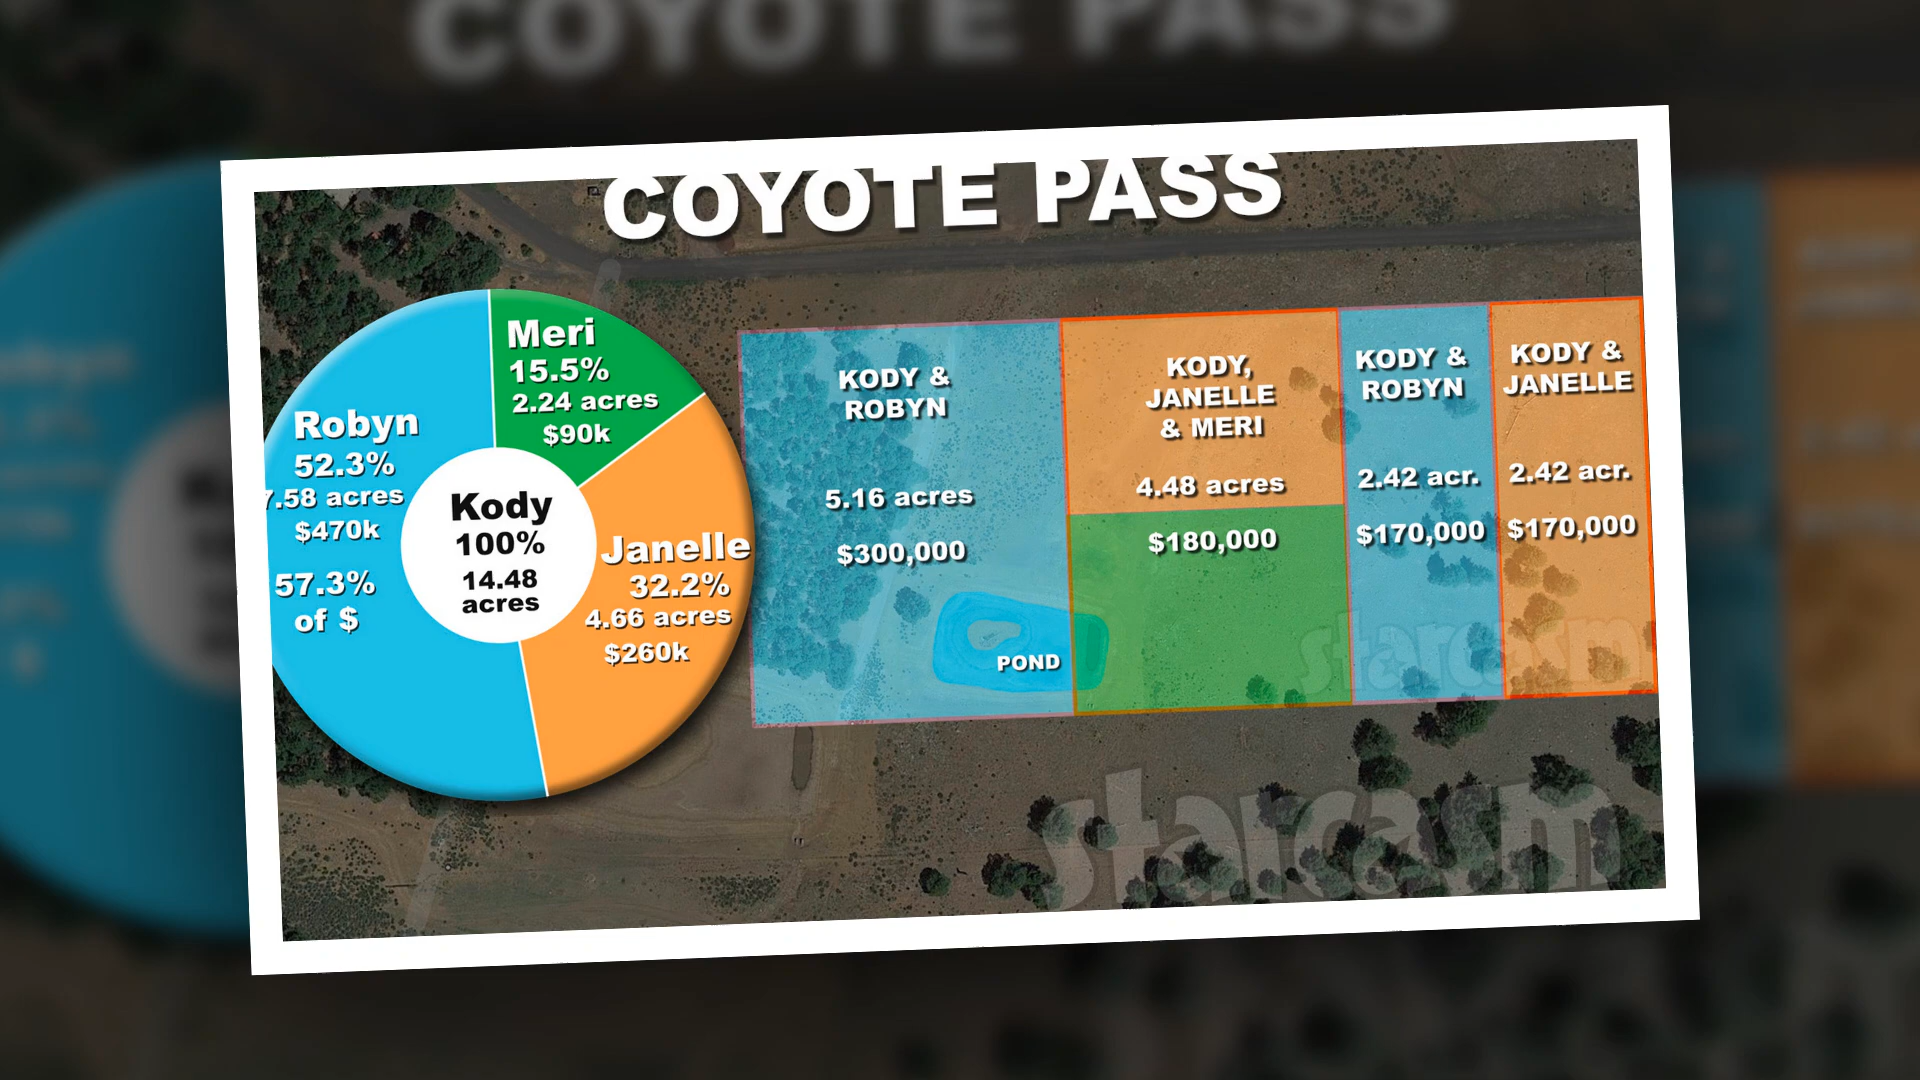 COYOTE PASS
COYOTE PASS
Meri
15.5%
2.24 acres
$90k
Robyn
52.3%
7.58 acres
$470k
57.3%
of $
Kody
100%
14.48
acres
Janelle
32.2%
4.66 acres
$260k
KODY &
ROBYN
5.16 acres
$300,000
POND
KODY,
JANELLE
& MERI
4.48 acres
$180,000
KODY &
ROBYN
2.42 acr.
$170,000
KODY &
JANELLE
2.42 acr.
$170,000
starcasm
starcasm